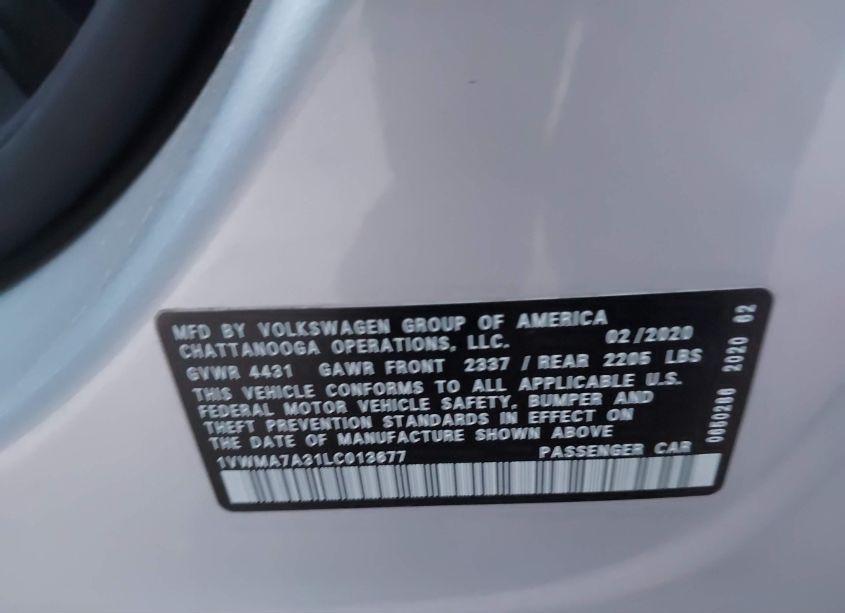 MFD BY VOLKSWAGEN GROUP OF AMERICA
CHATTANOOGA OPERATIONS, LLC. 02/2020
GVWR 4431 GAWR FRONT 2337 / REAR 2205 LBS
THIS VEHICLE CONFORMS TO ALL APPLICABLE U.S.
FEDERAL MOTOR VEHICLE SAFETY, BUMPER AND
THEFT PREVENTION STANDARDS IN EFFECT ON
THE DATE OF MANUFACTURE SHOWN ABOVE
1VWMA7A31LC013677 PASSENGER CAR
2020 02